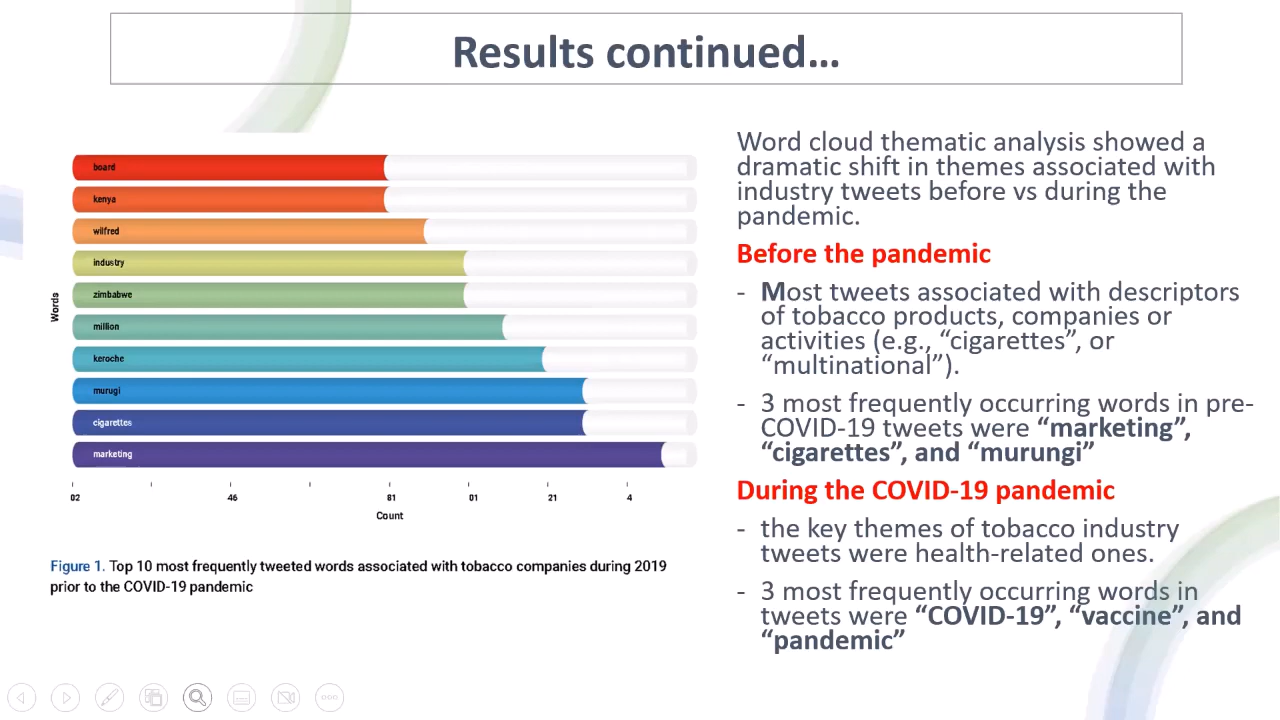 Results continued…
board
kenya
wilfred
industry
zimbabwe
million
keroche
murugi
cigarettes
marketing
Words
02 46 81 01 21 4
Count
Figure 1. Top 10 most frequently tweeted words associated with tobacco companies during 2019
prior to the COVID-19 pandemic
Word cloud thematic analysis showed a
dramatic shift in themes associated with
industry tweets before vs during the
pandemic.
Before the pandemic
- Most tweets associated with descriptors
of tobacco products, companies or
activities (e.g., “cigarettes”, or
“multinational”).
- 3 most frequently occurring words in pre-
COVID-19 tweets were “marketing”,
“cigarettes”, and “murungi”
During the COVID-19 pandemic
- the key themes of tobacco industry
tweets were health-related ones.
- 3 most frequently occurring words in
tweets were “COVID-19”, “vaccine”, and
“pandemic”